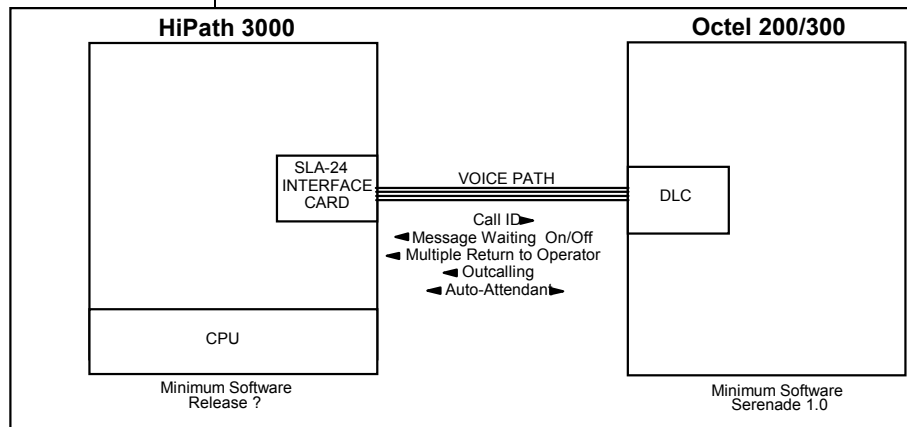 HiPath 3000
Octel 200/300
SLA-24
INTERFACE
CARD
VOICE PATH
DLC
Call ID
Message Waiting On/Off
Multiple Return to Operator
Outcalling
Auto-Attendant
CPU
Minimum Software
Release ?
Minimum Software
Serenade 1.0